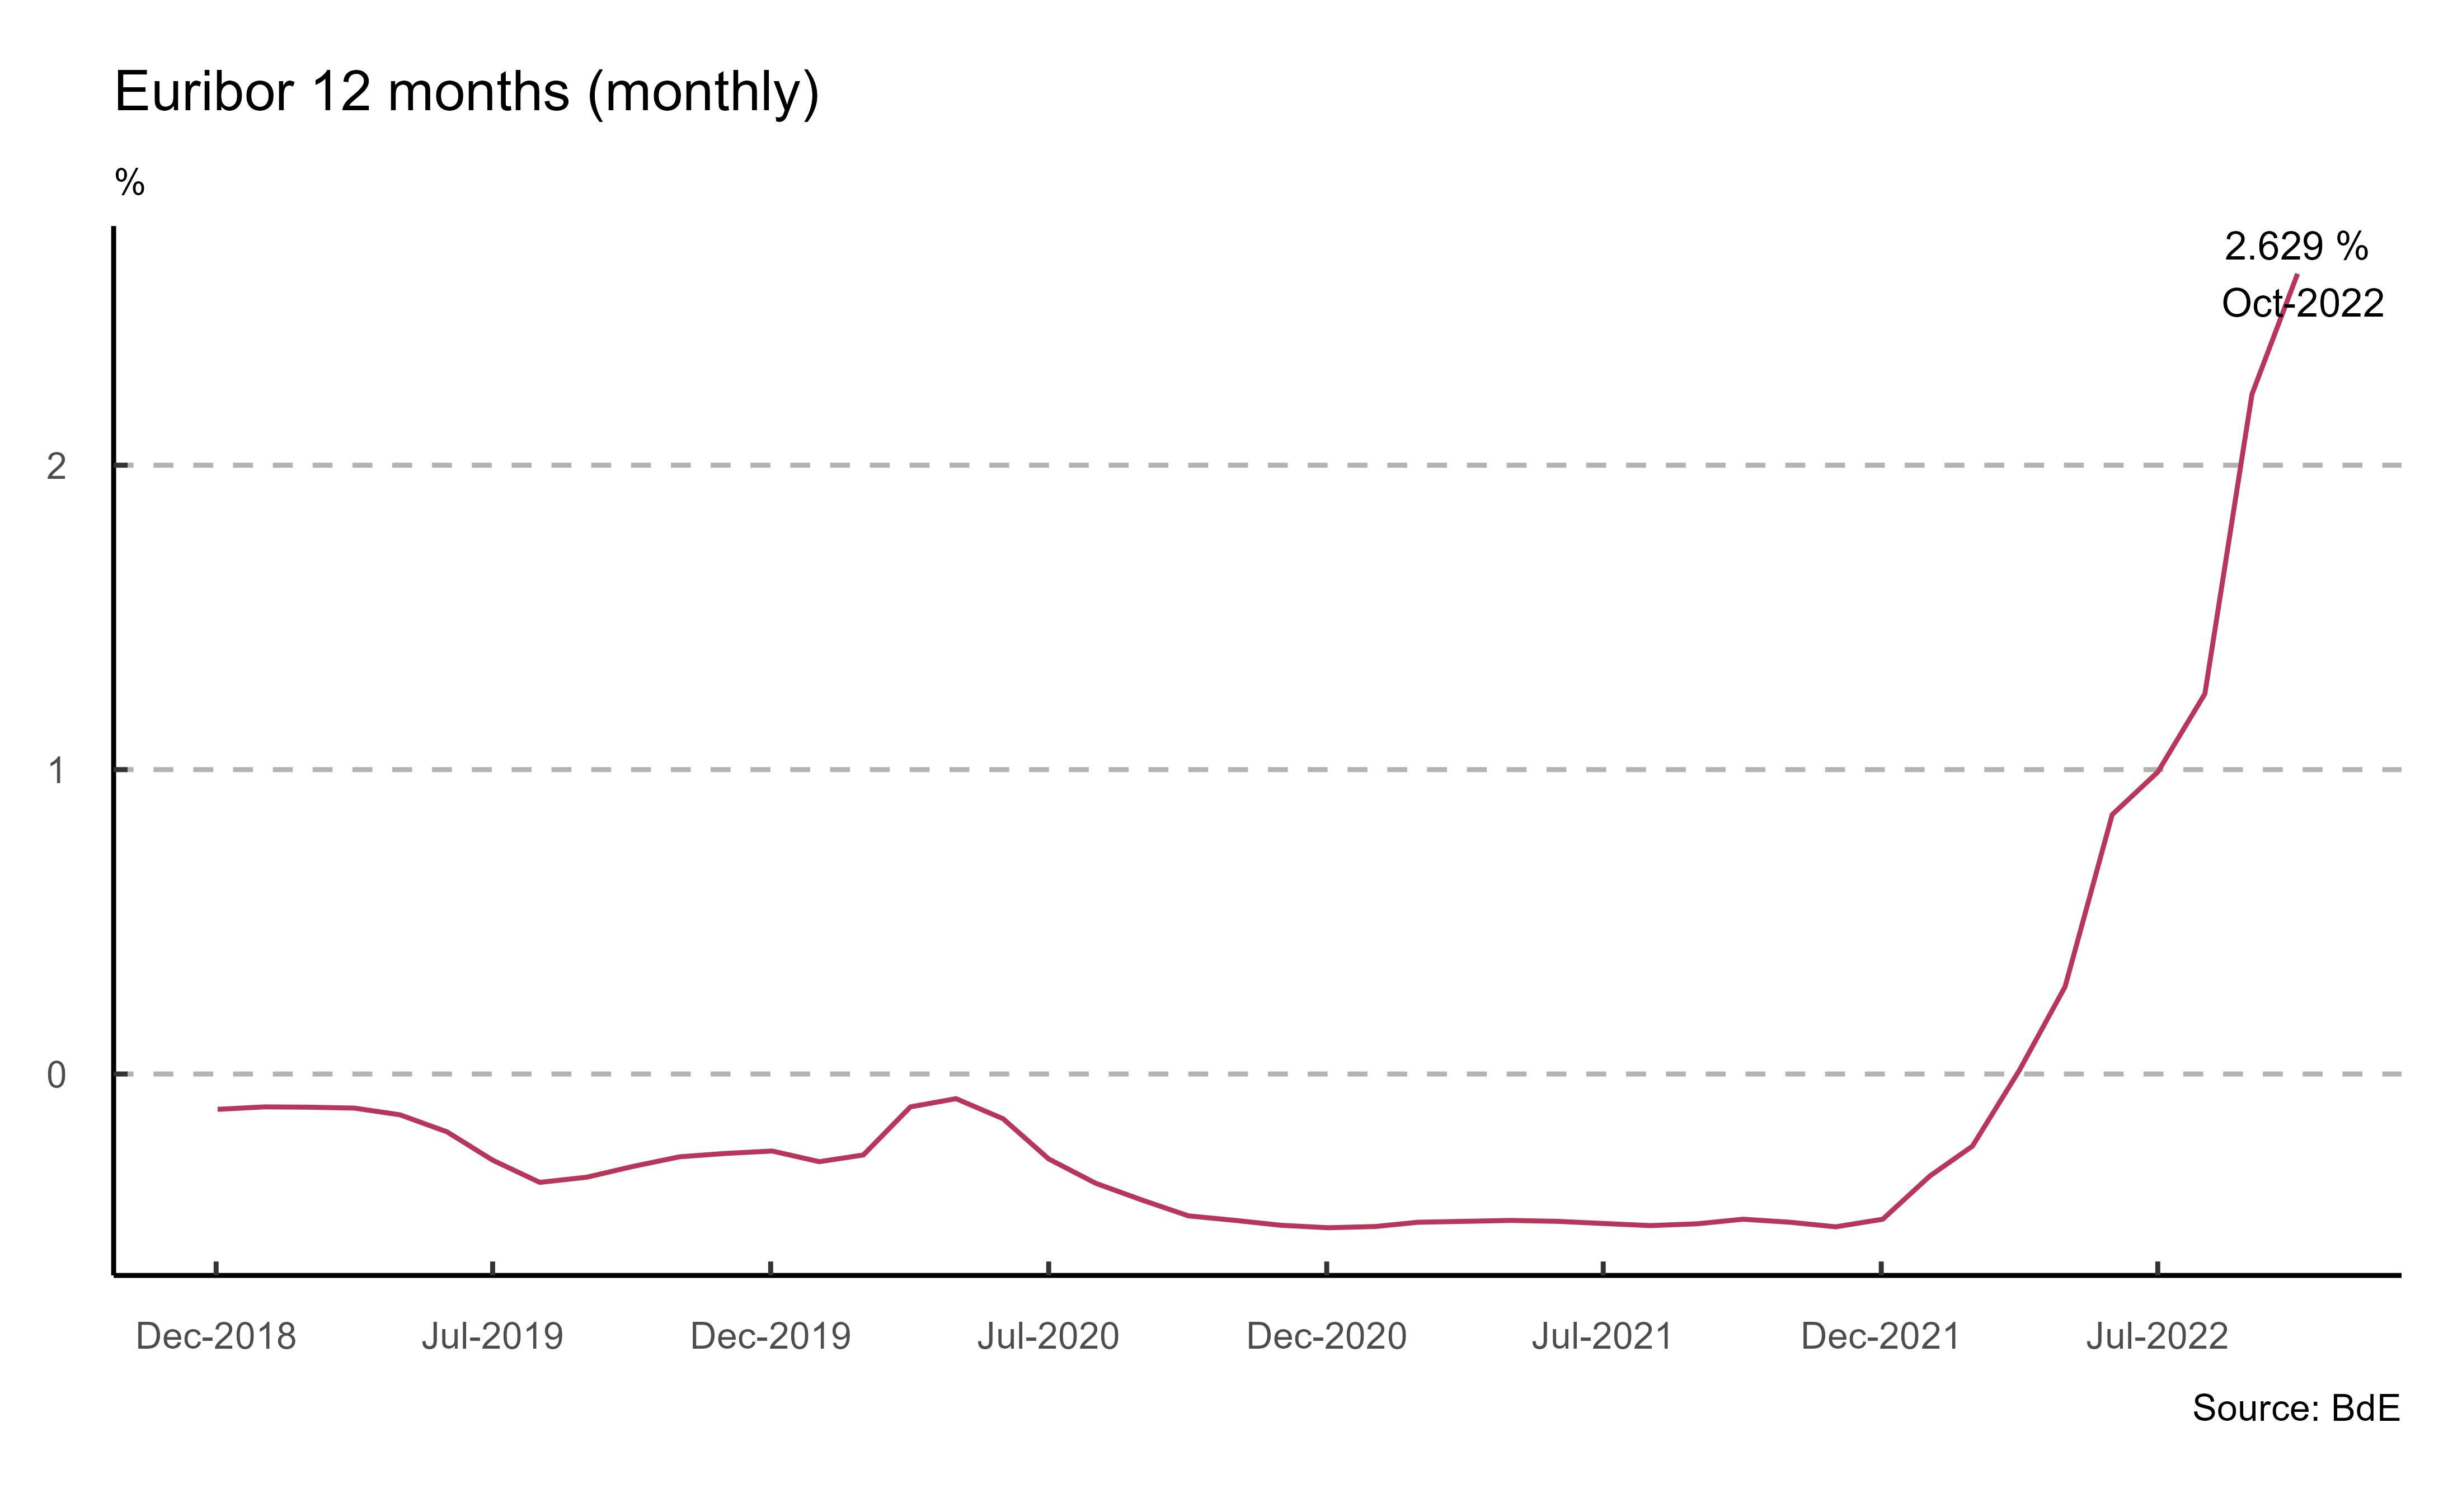 Euribor 12 months (monthly)
%
2.629 %
Oct-2022
2
1
0
Dec-2018 Jul-2019 Dec-2019 Jul-2020 Dec-2020 Jul-2021 Dec-2021 Jul-2022
Source: BdE